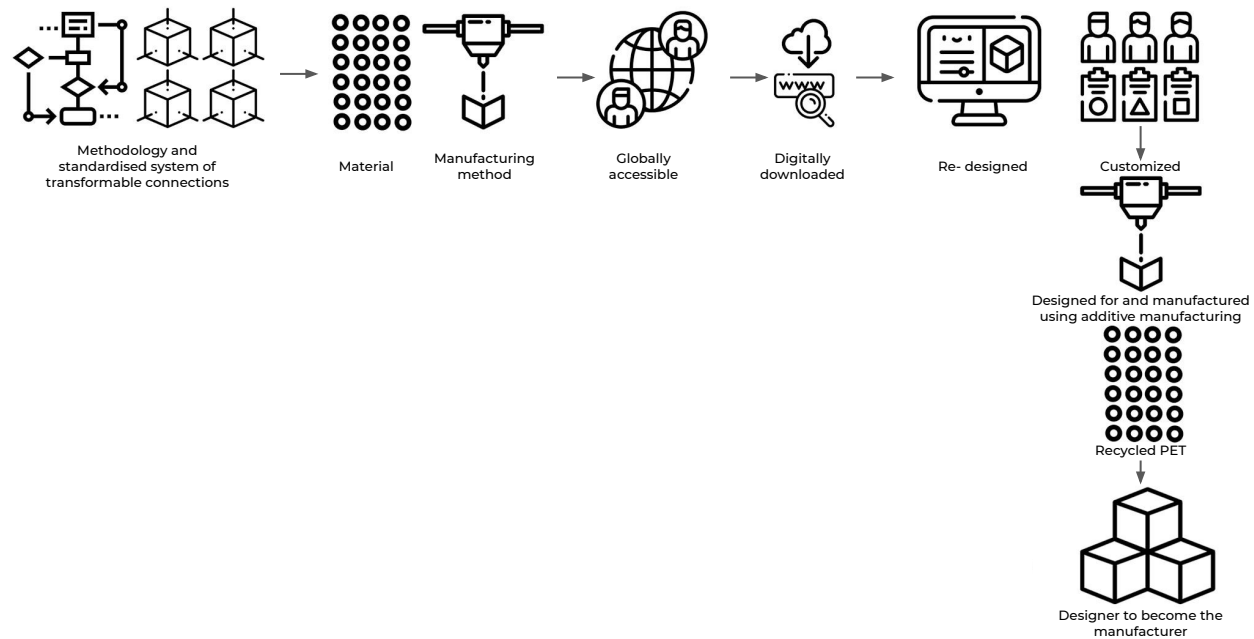 www
Methodology and
standardised system of
transformable connections
Material
Manufacturing
method
Globally
accessible
Digitally
downloaded
Re- designed
Customized
Designed for and manufactured
using additive manufacturing
Recycled PET
Designer to become the
manufacturer